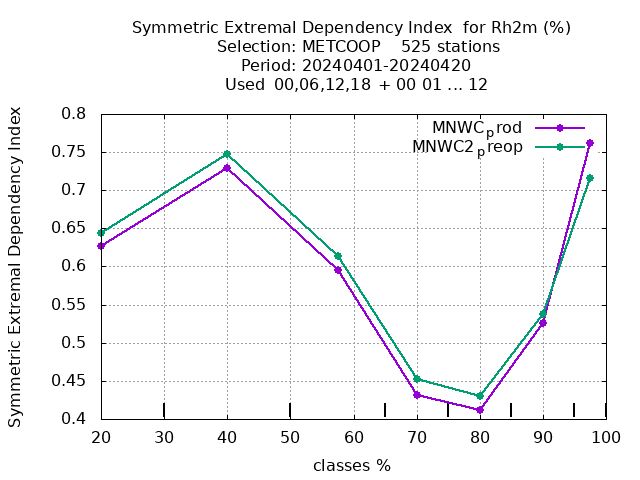 Symmetric Extremal Dependency Index  for Rh2m (%)
Selection: METCOOP    525 stations
Period: 20240401-20240420
Used  00,06,12,18 + 00 01 ... 12
Symmetric Extremal Dependency Index
0.8
0.75
0.7
0.65
0.6
0.55
0.5
0.45
0.4
MNWCprod
MNWC2preop
20 30 40 50 60 70 80 90 100
classes %